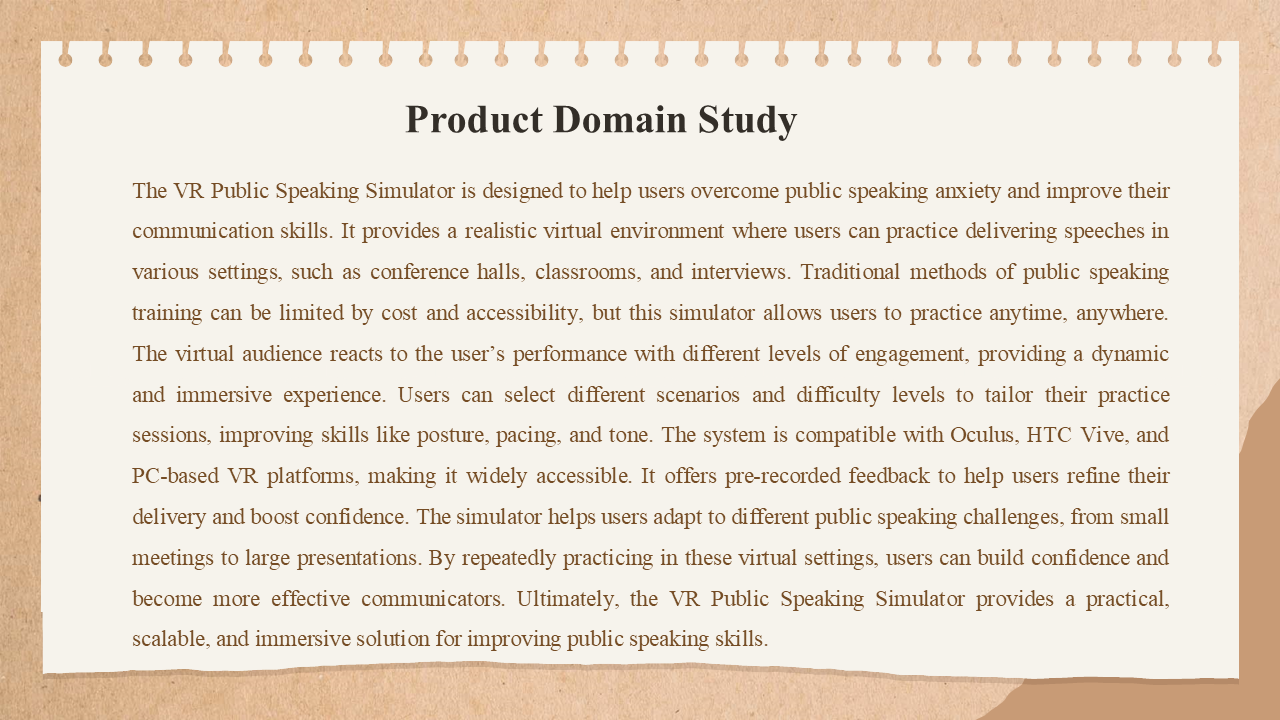 Product Domain Study
The VR Public Speaking Simulator is designed to help users overcome public speaking anxiety and improve their
communication skills. It provides a realistic virtual environment where users can practice delivering speeches in
various settings, such as conference halls, classrooms, and interviews. Traditional methods of public speaking
training can be limited by cost and accessibility, but this simulator allows users to practice anytime, anywhere.
The virtual audience reacts to the user’s performance with different levels of engagement, providing a dynamic
and immersive experience. Users can select different scenarios and difficulty levels to tailor their practice
sessions, improving skills like posture, pacing, and tone. The system is compatible with Oculus, HTC Vive, and
PC-based VR platforms, making it widely accessible. It offers pre-recorded feedback to help users refine their
delivery and boost confidence. The simulator helps users adapt to different public speaking challenges, from small
meetings to large presentations. By repeatedly practicing in these virtual settings, users can build confidence and
become more effective communicators. Ultimately, the VR Public Speaking Simulator provides a practical,
scalable, and immersive solution for improving public speaking skills.